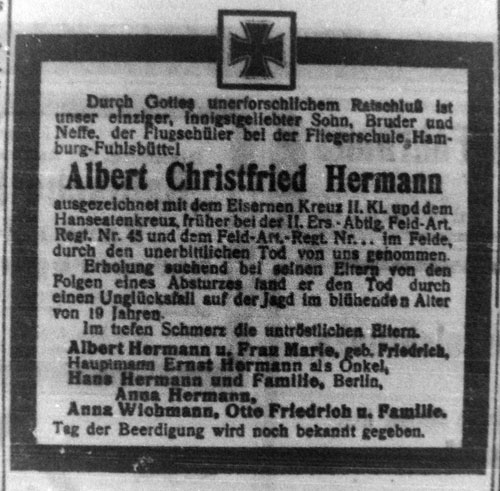 Durch Gottes unerforschlichem Ratschluß ist
unser einziger, innigstgeliebter Sohn, Bruder und
Neffe, der Flugschüler bei der Fliegerschule Ham-
burg-Fuhlsbüttel
Albert Christfried Hermann
ausgezeichnet mit dem Eisernen Kreuz II. Kl. und dem
Hanseatenkreuz, früher bei der II. Ers.-Abtlg. Feld-Art.
Regt. Nr. 45 und dem Feld-Art.-Regt. Nr... im Felde,
durch den unerbittlichen Tod von uns genommen.
Erholung suchend bei seinen Eltern von den
Folgen eines Absturzes fand er den Tod durch
einen Unglücksfall auf der Jagd im blühenden Alter
von 19 Jahren.
Im tiefen Schmerz die untröstlichen Eltern.
Albert Hermann u. Frau Marie, geb. Friedrich,
Hauptmann Ernst Hermann als Onkel,
Hans Hermann und Familie, Berlin,
Anna Hermann,
Anna Wichmann, Otto Friedrich u. Familie.
Tag der Beerdigung wird noch bekannt gegeben.